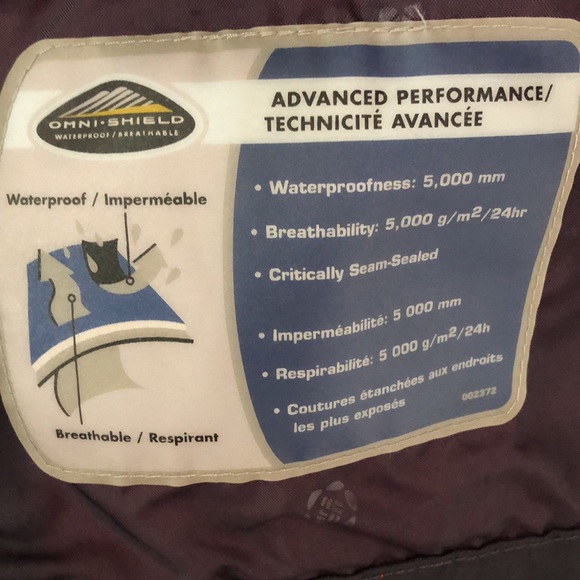 OMNI-SHIELD
WATERPROOF/BREATHABLE
ADVANCED PERFORMANCE/
TECHNICITÉ AVANCÉE
Waterproof / Imperméable
Breathable / Respirant
• Waterproofness: 5,000 mm
• Breathability: 5,000 g/m²/24hr
• Critically Seam-Sealed
• Imperméabilité: 5 000 mm
• Respirabilité: 5 000 g/m²/24h
• Coutures étanchées aux endroits
les plus exposés
002372